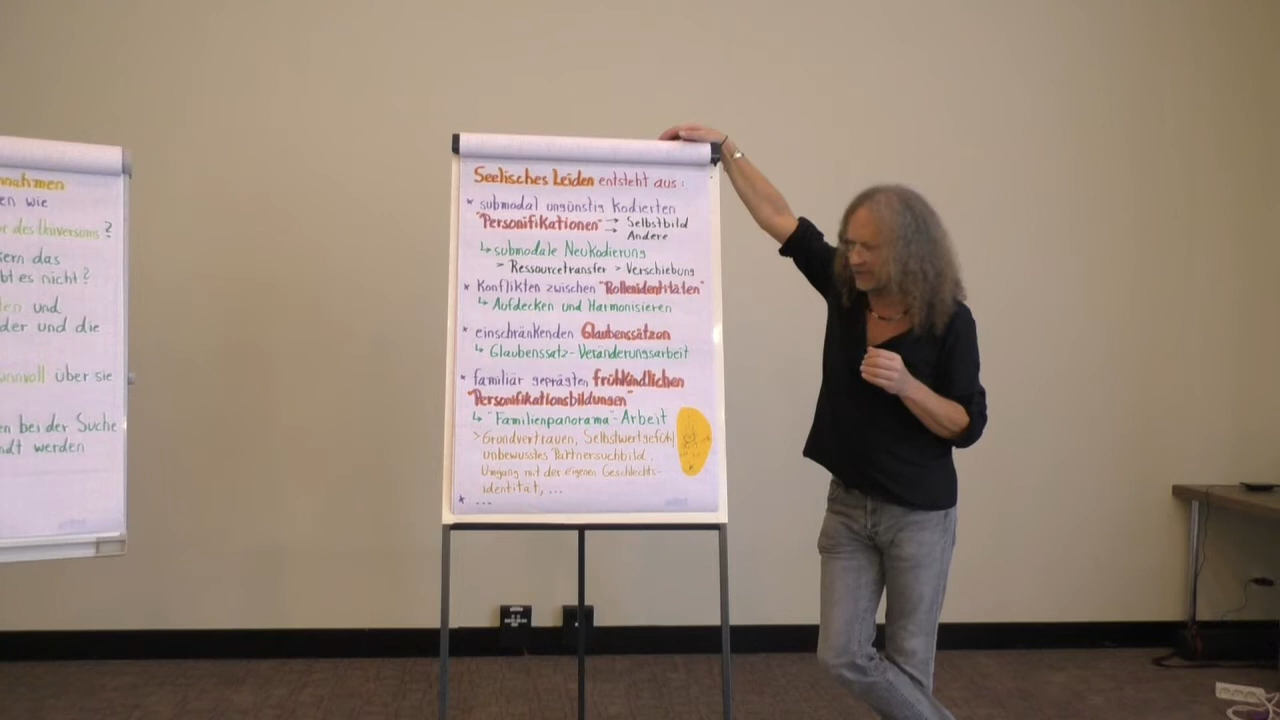 nahmen
en wie
e des Universums?
ern das
bt es nicht?
ten und
der und die
nnvoll über sie
en bei der Suche
ndt werden
Seelisches Leiden entsteht aus:
* submodal ungünstig kodierten
"Personifikationen" → Selbstbild
→ Andere
↳ submodale Neukodierung
> Ressourcetransfer > Verschiebung
* Konflikten zwischen "Rollenidentitäten"
↳ Aufdecken und Harmonisieren
* einschränkenden Glaubenssätzen
↳ Glaubenssatz-Veränderungsarbeit
* familiär geprägten frühkindlichen
"Personifikationsbildungen"
↳ "Familienpanorama"-Arbeit
> Grundvertrauen, Selbstwertgefühl
unbewusstes Partnersuchbild,
Umgang mit der eigenen Geschlechts-
identität, ...
* ...